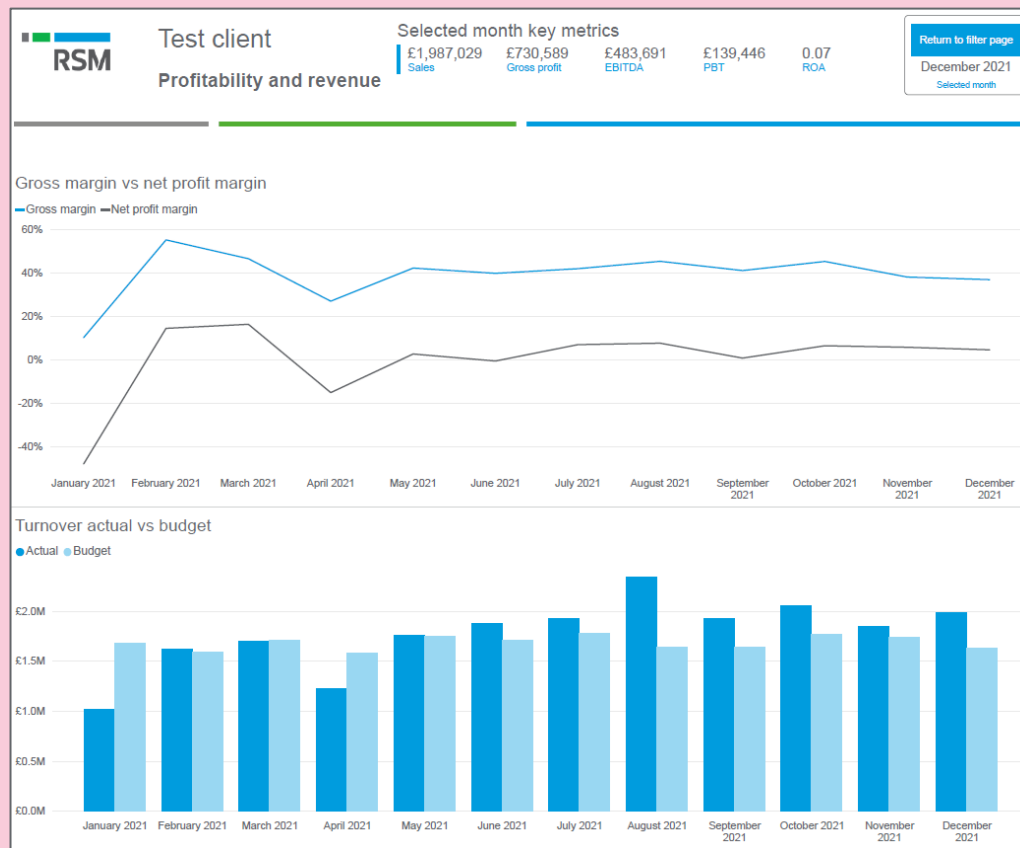 RSM
Test client
Profitability and revenue
Selected month key metrics
£1,987,029 £730,589 £483,691 £139,446 0.07
Sales Gross profit EBITDA PBT ROA
Return to filter page
December 2021
Selected month
Gross margin vs net profit margin
Gross margin Net profit margin
60%
40%
20%
0%
-20%
-40%
January 2021 February 2021 March 2021 April 2021 May 2021 June 2021 July 2021 August 2021 September October 2021 November December
2021 2021 2021
Turnover actual vs budget
Actual Budget
£2.0M
£1.5M
£1.0M
£0.5M
£0.0M
January 2021 February 2021 March 2021 April 2021 May 2021 June 2021 July 2021 August 2021 September October 2021 November December
2021 2021 2021